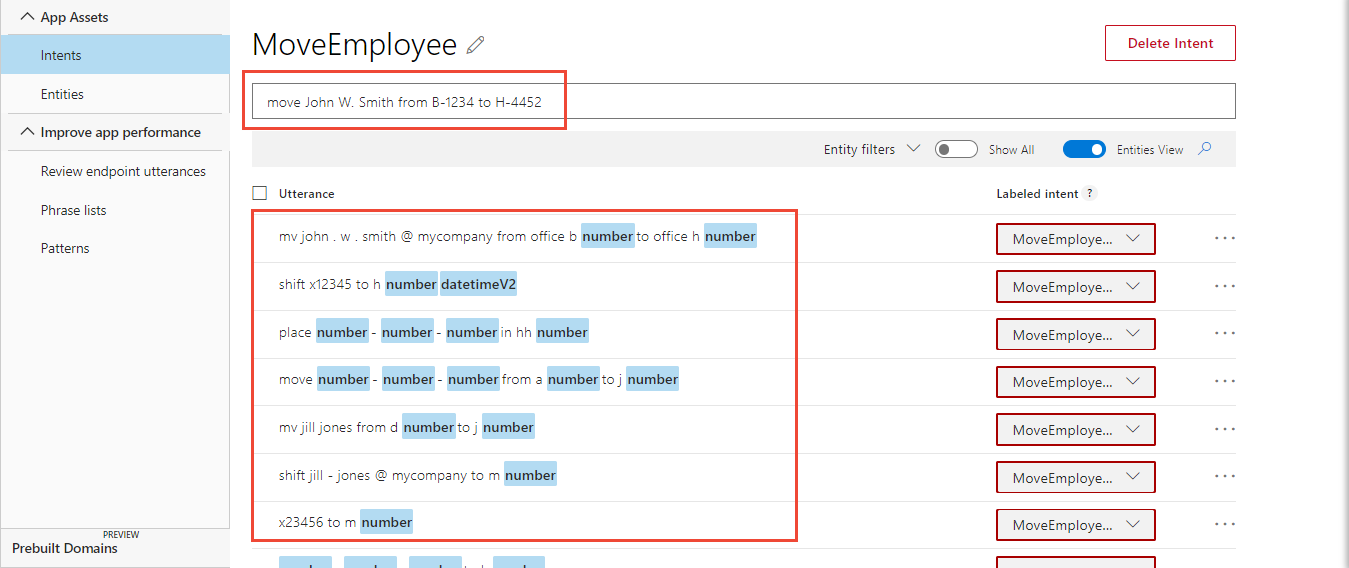 App Assets
Intents
Entities
Improve app performance
Review endpoint utterances
Phrase lists
Patterns
PREVIEW
Prebuilt Domains
MoveEmployee
Delete Intent
move John W. Smith from B-1234 to H-4452
Entity filters Show All Entities View
Utterance Labeled intent ?
mv john . w . smith @ mycompany from office b number to office h number MoveEmploye... ...
shift x12345 to h number datetimeV2 MoveEmploye... ...
place number - number - number in hh number MoveEmploye... ...
move number - number - number from a number to j number MoveEmploye... ...
mv jill jones from d number to j number MoveEmploye... ...
shift jill - jones @ mycompany to m number MoveEmploye... ...
x23456 to m number MoveEmploye... ...